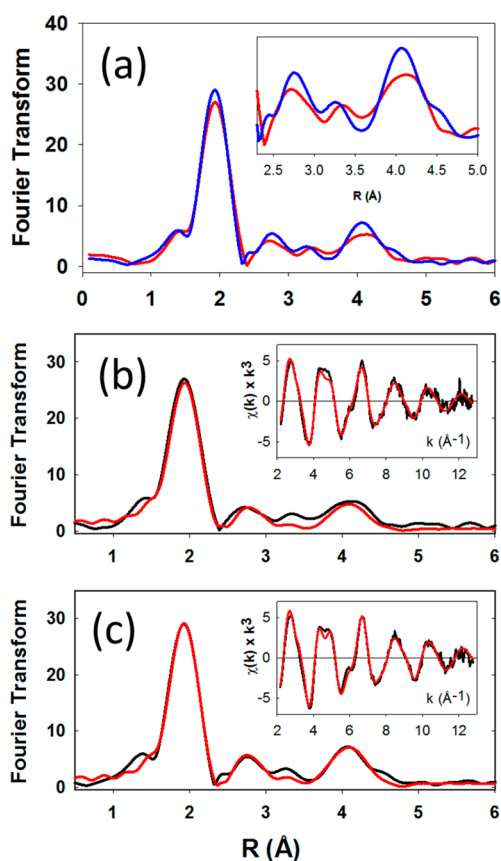 (a)
Fourier Transform
40
30
20
10
0
0 1 2 3 4 5 6
2.5 3.0 3.5 4.0 4.5 5.0
R (Å)
(b)
Fourier Transform
30
20
10
0
1 2 3 4 5 6
χ(k) x k3
5
0
-5
2 4 6 8 10 12
k (Å-1)
(c)
Fourier Transform
30
20
10
0
1 2 3 4 5 6
χ(k) x k3
5
0
-5
2 4 6 8 10 12
k (Å-1)
R (Å)